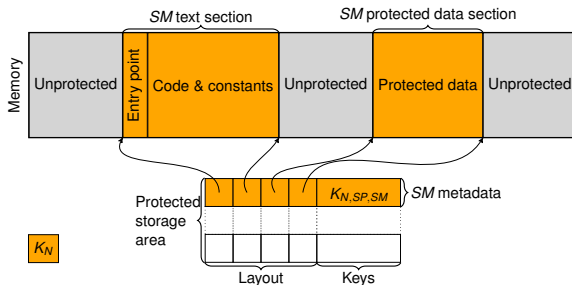 SM text section
SM protected data section
Memory
Unprotected
Entry point
Code & constants
Unprotected
Protected data
Unprotected
K_N,SP,SM
SM metadata
Protected
storage
area
K_N
Layout
Keys